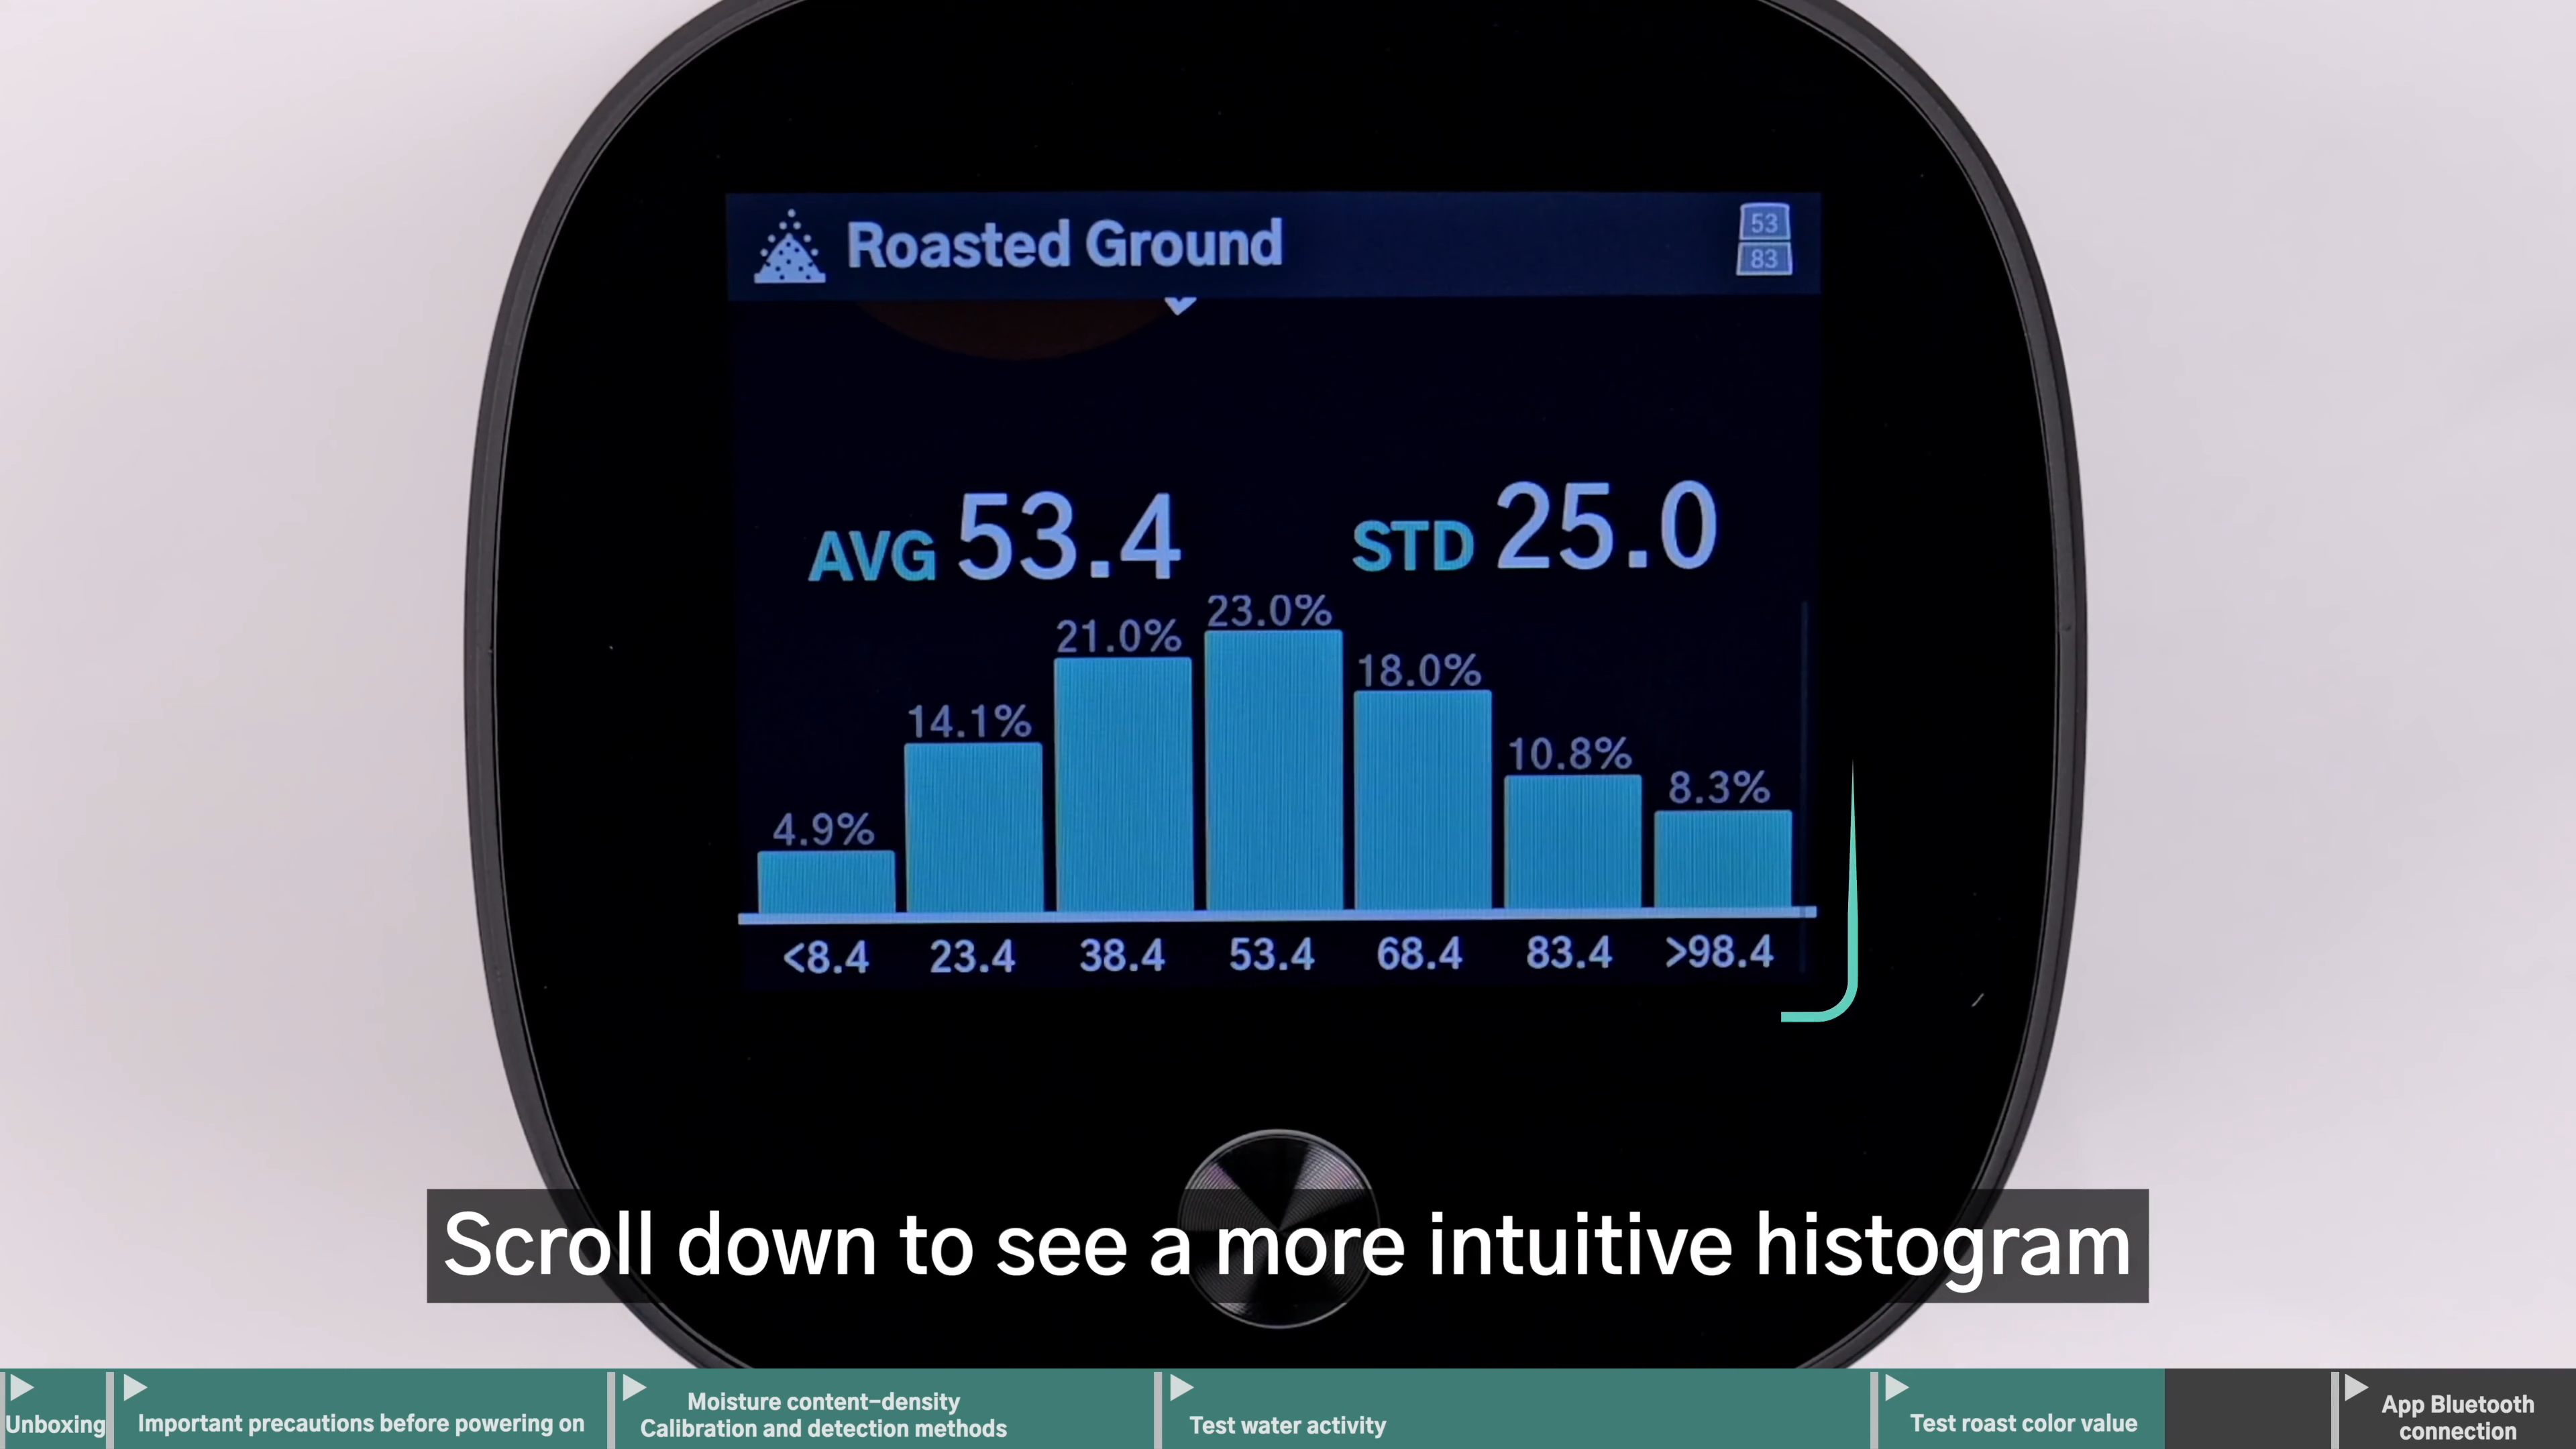 Roasted Ground
53
83
AVG 53.4 STD 25.0
4.9% 14.1% 21.0% 23.0% 18.0% 10.8% 8.3%
<8.4 23.4 38.4 53.4 68.4 83.4 >98.4
Scroll down to see a more intuitive histogram
Unboxing
Important precautions before powering on
Moisture content-density
Calibration and detection methods
Test water activity
Test roast color value
App Bluetooth
connection